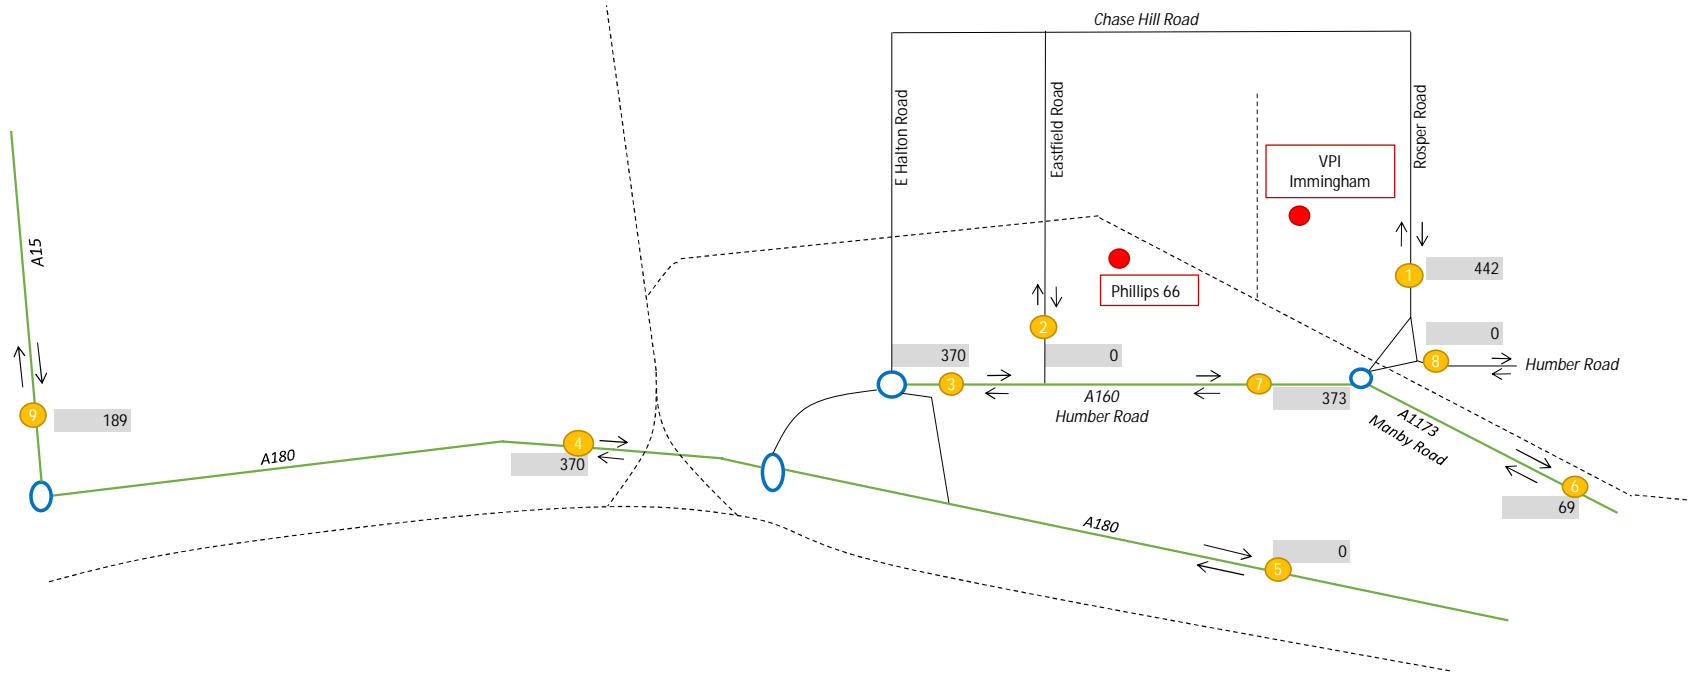 Chase Hill Road
E Halton Road
Eastfield Road
Rosper Road
VPI
Immingham
A15
Phillips 66
1
442
2
0
8
Humber Road
370
0
3
7
373
A160
Humber Road
A1173
Manby Road
9
189
4
370
A180
6
69
A180
0
5